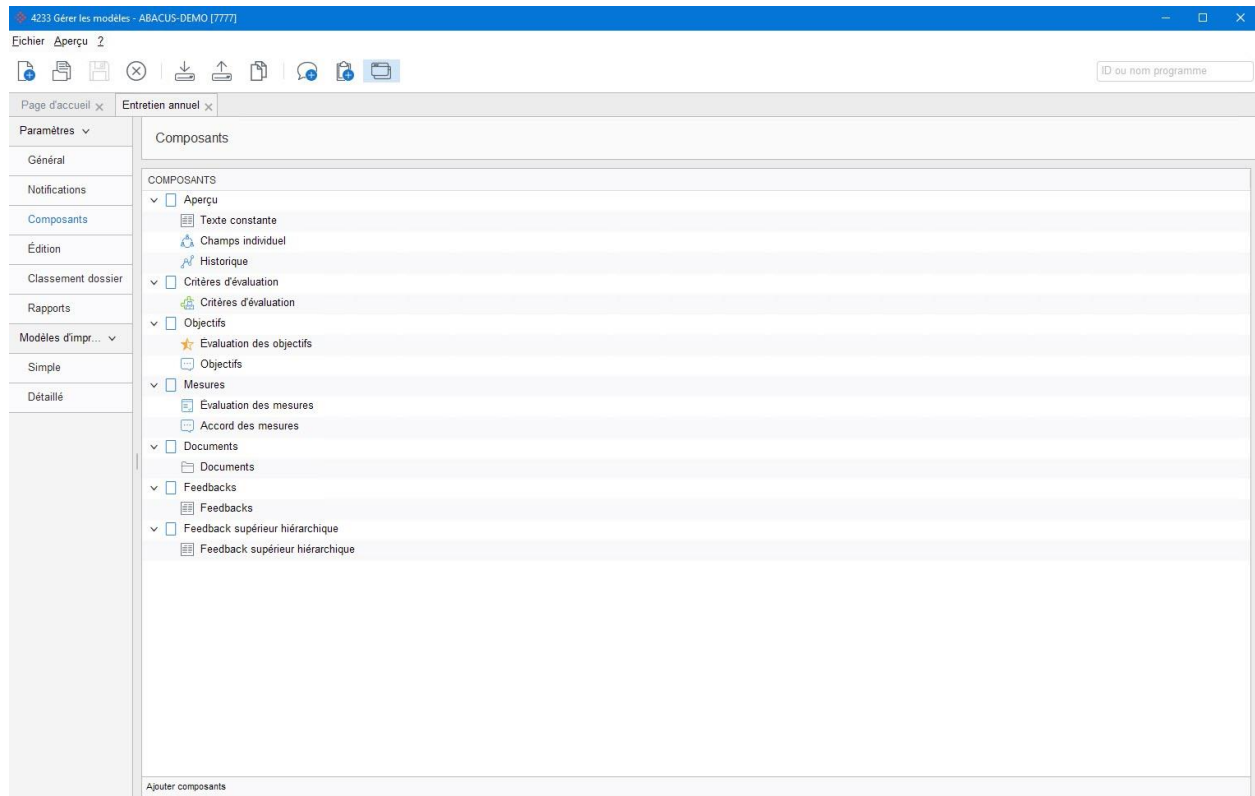 4233 Gérer les modèles - ABACUS-DEMO [7777]
Fichier Aperçu ?
ID ou nom programme
Page d'accueil
Entretien annuel
Paramètres
Général
Notifications
Composants
Édition
Classement dossier
Rapports
Modèles d'impr...
Simple
Détaillé
Composants
COMPOSANTS
Aperçu
Texte constante
Champs individuel
Historique
Critères d'évaluation
Critères d'évaluation
Objectifs
Évaluation des objectifs
Objectifs
Mesures
Évaluation des mesures
Accord des mesures
Documents
Documents
Feedbacks
Feedbacks
Feedback supérieur hiérarchique
Feedback supérieur hiérarchique
Ajouter composants